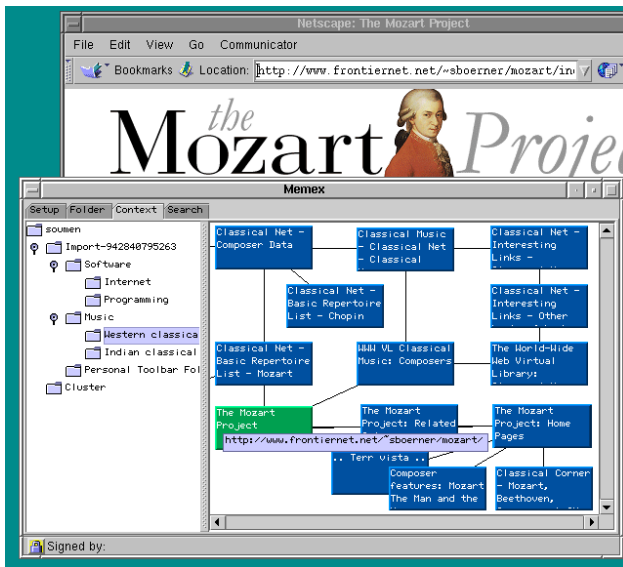 Netscape: The Mozart Project
File Edit View Go Communicator
Bookmarks Location: http://www.frontiernet.net/~sboerner/mozart/in
the
Mozart Proje
Memex
Setup Folder Context Search
soumen
Import-942840795263
Software
Internet
Programming
Music
Western classica
Indian classical
Personal Toolbar Fol
Cluster
Classical Net -
Composer Data
Classical Music
- Classical Net
- Classical
Classical Net -
Interesting
Links -
Classical Net -
Basic Repertoire
List - Chopin
Classical Net -
Interesting
Links - Other
Classical Net -
Basic Repertoire
List - Mozart
WWW VL Classical
Music: Composers
The World-Wide
Web Virtual
Library:
The Mozart
Project
The Mozart
Project: Related
The Mozart
Project: Home
Pages
http://www.frontiernet.net/~sboerner/mozart/
.. Terr vista ..
Composer
features: Mozart
The Man and the
Classical Corner
- Mozart,
Beethoven,
Signed by: